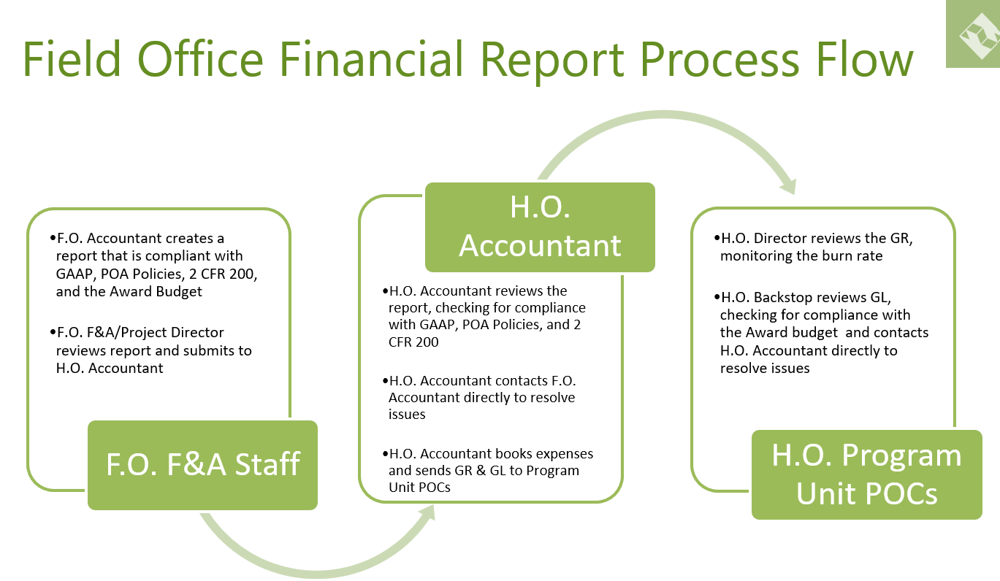 Field Office Financial Report Process Flow
•F.O. Accountant creates a
report that is compliant with
GAAP, POA Policies, 2 CFR 200,
and the Award Budget
•F.O. F&A/Project Director
reviews report and submits to
H.O. Accountant
F.O. F&A Staff
H.O.
Accountant
•H.O. Accountant reviews the
report, checking for compliance
with GAAP, POA Policies, and 2
CFR 200
•H.O. Accountant contacts F.O.
Accountant directly to resolve
issues
•H.O. Accountant books expenses
and sends GR & GL to Program
Unit POCs
•H.O. Director reviews the GR,
monitoring the burn rate
•H.O. Backstop reviews GL,
checking for compliance with
the Award budget  and contacts
H.O. Accountant directly to
resolve issues
H.O. Program
Unit POCs